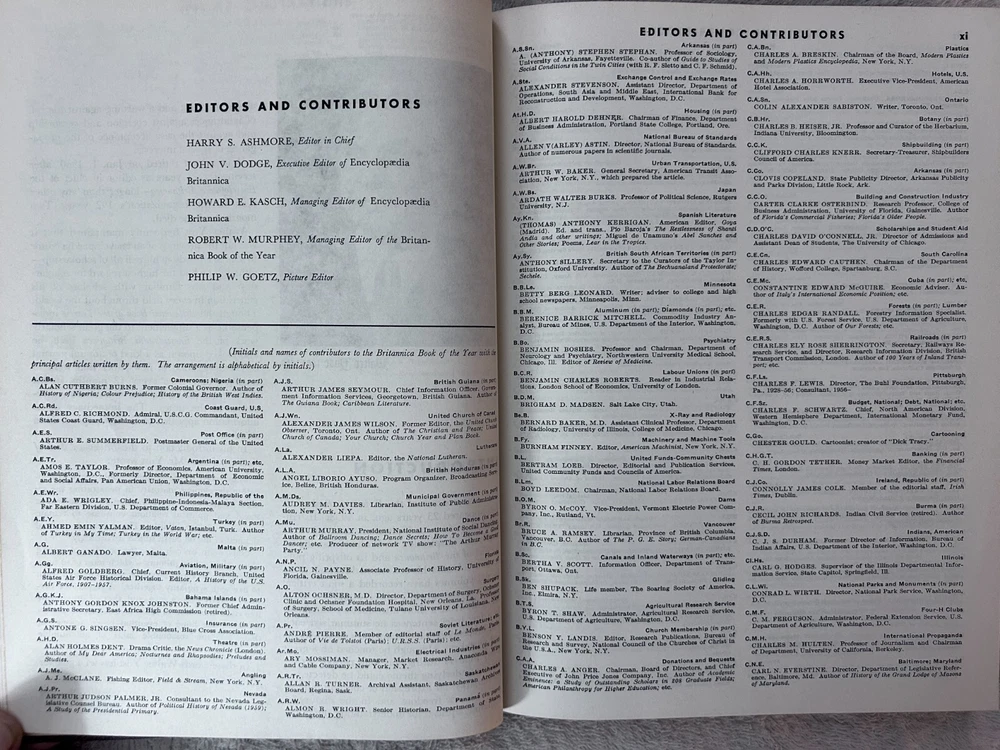 EDITORS AND CONTRIBUTORS
HARRY S. ASHMORE, Editor in Chief
JOHN V. DODGE, Executive Editor of Encyclopædia
Britannica
HOWARD E. KASCH, Managing Editor of Encyclopædia
Britannica
ROBERT W. MURPHEY, Managing Editor of the Britan-
nica Book of the Year
PHILIP W. GOETZ, Picture Editor
(Initials and names of contributors to the Britannica Book of the Year with the
principal articles written by them. The arrangement is alphabetical by initials.)
A.C.Bs. Cameroons; Nigeria (in part)
ALAN CUTHBERT BURNS. Former Colonial Governor. Author of
History of Nigeria; Colour Prejudice; History of the British West Indies.
A.C.Rd. Coast Guard, U.S.
ALFRED C. RICHMOND. Admiral, U.S.C.G. Commandant, United
States Coast Guard, Washington, D.C.
A.E.S. Post Office (in part)
ARTHUR E. SUMMERFIELD. Postmaster General of the United
States.
A.E.Tr. Argentina (in part); etc.
AMOS E. TAYLOR. Professor of Economics, American University,
Washington, D.C. Formerly Director, Department of Economic
and Social Affairs, Pan American Union, Washington, D.C.
A.E.Wr. Philippines, Republic of the
ADA E. WRIGLEY. Chief, Philippine-Indonesia-Malaya Section,
Far Eastern Division, U.S. Department of Commerce.
A.E.Y. Turkey (in part)
AHMED EMIN YALMAN. Editor, Vatan, Istanbul, Turk. Author
of Turkey in My Time; Turkey in the World War; etc.
A.G. Malta (in part)
ALBERT GANADO. Lawyer, Malta.
A.Gg. Aviation, Military (in part)
ALFRED GOLDBERG. Chief, Current History Branch, United
States Air Force Historical Division. Editor, A History of the U.S.
Air Force, 1907-1957.
A.G.K.J. Bahama Islands (in part)
ANTHONY GORDON KNOX JOHNSTON. Former Chief Admin-
istrative Secretary, East Africa High Commission (retired).
A.G.S. Insurance (in part)
ANTONE G. SINGSEN. Vice-President, Blue Cross Association.
A.H.D. Theatre (in part)
ALAN HOLMES DENT. Drama Critic, the News Chronicle (London).
Author of My Dear America; Nocturnes and Rhapsodies; Preludes and
Studies.
A.J.Mc. Angling
A. J. McCLANE. Fishing Editor, Field & Stream, New York, N.Y.
A.J.Pr. Nevada
ARTHUR JUDSON PALMER, JR. Consultant to the Nevada Leg-
islative Counsel Bureau. Author of Political History of Nevada (1959);
A Study of the Presidential Primary.
A.J.S. British Guiana (in part)
ARTHUR JAMES SEYMOUR. Chief Information Officer, Govern-
ment Information Services, Georgetown, British Guiana. Author of
The Guiana Book; Caribbean Literature.
A.J.Wn. United Church of Canada
ALEXANDER JAMES WILSON. Former Editor, the United Church
Observer, Toronto, Ont. Author of The Christian and Peace; United
Church of Canada; Your Church; Church Year and Plan Book.
A.La. Lutherans
ALEXANDER LIEPA. Editor, the National Lutheran.
A.L.A. British Honduras (in part)
ANGEL LIBORIO AYUSO. Program Organizer, Broadcasting
ice, Belize, British Honduras.
A.M.Ds. Municipal Government (in part)
AUDREY M. DAVIES. Librarian, Institute of Public Administra-
tion, New York, N.Y.
A.Mu. Dance (in part)
ARTHUR MURRAY. President, National Institute of Social Dancing.
Author of Ballroom Dancing; Dance Secrets; How To Become a Good
Dancer; etc. Producer of network TV show: "The Arthur Murray
Party."
A.N.P. Florida
ANCIL N. PAYNE. Associate Professor of History, University of
Florida, Gainesville.
A.O. Surgery
ALTON OCHSNER, M.D. Director, Department of Surgery, Ochsner
Clinic and Ochsner Foundation Hospital, New Orleans, La. Professor
of Surgery, School of Medicine, Tulane University of Louisiana, New
Orleans.
A.Pr. Soviet Literature
ANDRÉ PIERRE. Member of editorial staff of Le Monde, Paris.
Author of Vie de Tolstoi (Paris); U.R.S.S. (Paris); etc.
Ar.Mo. Electrical Industries (in part)
ARY MOSSIMAN. Manager, Market Research, Anaconda Wire
and Cable Company, New York, N.Y.
A.R.Tr. Saskatchewan
ALLAN R. TURNER. Archival Assistant, Saskatchewan Archives
Board, Regina, Sask.
A.R.W. Panama (in part)
ALMON R. WRIGHT. Senior Historian, Department of State,
Washington, D.C.
EDITORS AND CONTRIBUTORS xi
A.S.Sn. Arkansas (in part)
A. (ANTHONY) STEPHEN STEPHAN. Professor of Sociology,
University of Arkansas, Fayetteville. Co-author of Guide to Studies of
Social Conditions in the Twin Cities (with R. F. Sletto and C. F. Schmid).
A.Ste. Exchange Control and Exchange Rates
ALEXANDER STEVENSON. Assistant Director, Department of
Operations, South Asia and Middle East, International Bank for
Reconstruction and Development, Washington, D.C.
At.H.D. Housing (in part)
ALBERT HAROLD DEHNER. Chairman of Finance, Department
of Business Administration, Portland State College, Portland, Ore.
A.V.A. National Bureau of Standards
ALLEN V(ARLEY) ASTIN. Director, National Bureau of Standards.
Author of numerous papers in scientific journals.
A.W.Br. Urban Transportation, U.S.
ARTHUR W. BAKER. General Secretary, American Transit Asso-
ciation, New York, N.Y., which prepared the article.
A.W.Bs. Japan
ARDATH WALTER BURKS. Professor of Political Science, Rutgers
University, N.J.
Ay.Kn. Spanish Literature
(THOMAS) ANTHONY KERRIGAN. American Editor, Goya
(Madrid). Ed. and trans., Pío Baroja's The Restlessness of Shanti
Andía and other writings; Miguel de Unamuno's Abel Sanchez and
Other Stories; Poems, Lear in the Tropics.
Ay.Sy. British South African Territories (in part)
ANTHONY SILLERY. Secretary to the Curators of the Taylor In-
stitution, Oxford University. Author of The Bechuanaland Protectorate;
Sechele.
B.B.Le. Minnesota
BETTY BERG LEONARD. Writer; adviser to college and high
school newspapers, Minneapolis, Minn.
B.B.M. Aluminum (in part); Diamonds (in part); etc.
BERENICE BARRICK MITCHELL. Commodity Industry An-
alyst, Bureau of Mines, U.S. Department of the Interior, Washington,
D.C.
B.Bo. Psychiatry
BENJAMIN BOSHES. Professor and Chairman, Department of
Neurology and Psychiatry, Northwestern University Medical School,
Chicago, Ill. Editor of Review of Medicine.
B.C.R. Labour Unions (in part)
BENJAMIN CHARLES ROBERTS. Reader in Industrial Rela-
tions, London School of Economics, University of London.
B.D.M. Utah
BRIGHAM D. MADSEN. Salt Lake City, Utah.
Be.B. X-Ray and Radiology
BERNARD BAKER, M.D. Assistant Clinical Professor, Department
of Radiology, University of Illinois, College of Medicine, Chicago.
B.Fy. Machinery and Machine Tools
BURNHAM FINNEY. Editor, American Machinist, New York, N.Y.
B.L. United Funds-Community Chests
BERTRAM LOEB. Director, Editorial and Publication Services,
United Community Funds and Councils of America.
B.Lm. National Labor Relations Board
BOYD LEEDOM. Chairman, National Labor Relations Board.
B.O.M. Dams
BYRON O. McCOY. Vice-President, Vermont Electric Power Com-
pany, Inc., Rutland, Vt.
Br.R. Vancouver
BRUCE A. RAMSEY. Librarian, Province of British Columbia,
Vancouver, B.C. Author of The P. G. E. Story; German-Canadians
in B.C.
B.Sc. Canals and Inland Waterways (in part); etc.
BERTHA V. SCOTT. Information Officer, Department of Trans-
port, Ottawa, Ont.
B.Sk. Gliding
BEN SHUPACK. Life member, The Soaring Society of America,
Inc., Elmira, N.Y.
B.T.S. Agricultural Research Service
BYRON T. SHAW. Administrator, Agricultural Research Service,
U.S. Department of Agriculture, Washington, D.C.
B.Y.L. Church Membership (in part)
BENSON Y. LANDIS. Editor, Research Publications, Bureau of
Research and Survey, National Council of the Churches of Christ in
the U.S.A., New York, N.Y.
C.A.A. Donations and Bequests
CHARLES A. ANGER. Chairman, Board of Directors, and Chief
Executive of John Price Jones Company, Inc. Author of Academic
Eminence: a Study of Outstanding Scholars in 208 Graduate Fields;
American Philanthropy for Higher Education; etc.
C.A.Bn. Plastics
CHARLES A. BRESKIN. Chairman of the Board, Modern Plastics
and Modern Plastics Encyclopedia, New York, N.Y.
C.A.Hh. Hotels, U.S.
CHARLES A. HORRWORTH. Executive Vice-President, American
Hotel Association.
C.A.Sn. Ontario
COLIN ALEXANDER SABISTON. Writer, Toronto, Ont.
C.B.Hr. Botany (in part)
CHARLES B. HEISER, JR. Professor and Curator of the Herbarium,
Indiana University, Bloomington.
C.C.K. Shipbuilding (in part)
CLIFFORD CHARLES KNERR. Secretary-Treasurer, Shipbuilders
Council of America.
C.Co. Arkansas (in part)
CLOVIS COPELAND. State Publicity Director, Arkansas Publicity
and Parks Division, Little Rock, Ark.
C.C.O. Building and Construction Industry
CARTER CLARKE OSTERBIND. Research Professor, College of
Business Administration, University of Florida, Gainesville. Author
of Florida's Commercial Fisheries; Florida's Older People.
C.D.O'C. Scholarships and Student Aid
CHARLES DAVID O'CONNELL, JR. Director of Admissions and
Assistant Dean of Students, The University of Chicago.
C.E.Cn. South Carolina
CHARLES EDWARD CAUTHEN. Chairman of the Department
of History, Wofford College, Spartanburg, S.C.
C.E.Mc. Cuba (in part); etc.
CONSTANTINE EDWARD McGUIRE. Economic Adviser. Au-
thor of Italy's International Economic Position; etc.
C.E.R. Forests (in part); Lumber
CHARLES EDGAR RANDALL. Forestry Information Specialist.
Formerly with U.S. Forest Service, U.S. Department of Agriculture,
Washington, D.C. Author of Our Forests; etc.
C.E.R.S. Railroads (in part)
CHARLES ELY ROSE SHERRINGTON. Secretary, Railways Re-
search Service, and Director, Research Information Division, British
Transport Commission, London. Author of 100 Years of Inland Trans-
port; etc.
C.F.Ls. Pittsburgh
CHARLES F. LEWIS. Director, The Buhl Foundation, Pittsburgh,
Pa., 1928-56; Consultant, 1956-
C.F.Sz. Budget, National; Debt, National; etc.
CHARLES F. SCHWARTZ. Chief, North American Division,
Western Hemisphere Department, International Monetary Fund,
Washington, D.C.
C.Go. Cartooning
CHESTER GOULD. Cartoonist; creator of "Dick Tracy."
C.H.G.T. Banking (in part)
C. H. GORDON TETHER. Money Market Editor, the Financial
Times, London.
C.J.C. Ireland, Republic of (in part)
CONNOLLY JAMES COLE. Member of the editorial staff, Irish
Times, Dublin.
C.J.R. Burma (in part)
CECIL JOHN RICHARDS. Indian Civil Service (retired). Author
of Burma Retrospect.
C.J.S.D. Indians, American
C. J. S. DURHAM. Former Director of Information, Bureau of
Indian Affairs, U.S. Department of the Interior, Washington, D.C.
Cl.Hs. Illinois
CARL G. HODGES. Supervisor of the Illinois Departmental Infor-
mation Service, State Capitol, Springfield, Ill.
C.L.Wi. National Parks and Monuments (in part)
CONRAD L. WIRTH. Director, National Park Service, Washington,
D.C.
C.M.F. Four-H Clubs
C. M. FERGUSON. Administrator, Federal Extension Service, U.S.
Department of Agriculture, Washington, D.C.
C.M.H. International Propaganda
CHARLES M. HULTEN. Professor of Journalism and Chairman
of Department, University of California, Berkeley.
C.N.E. Baltimore; Maryland
CARL N. EVERSTINE. Director, Department of Legislative Refer-
ence, Baltimore, Md. Author of History of the Grand Lodge of Masons
of Maryland.